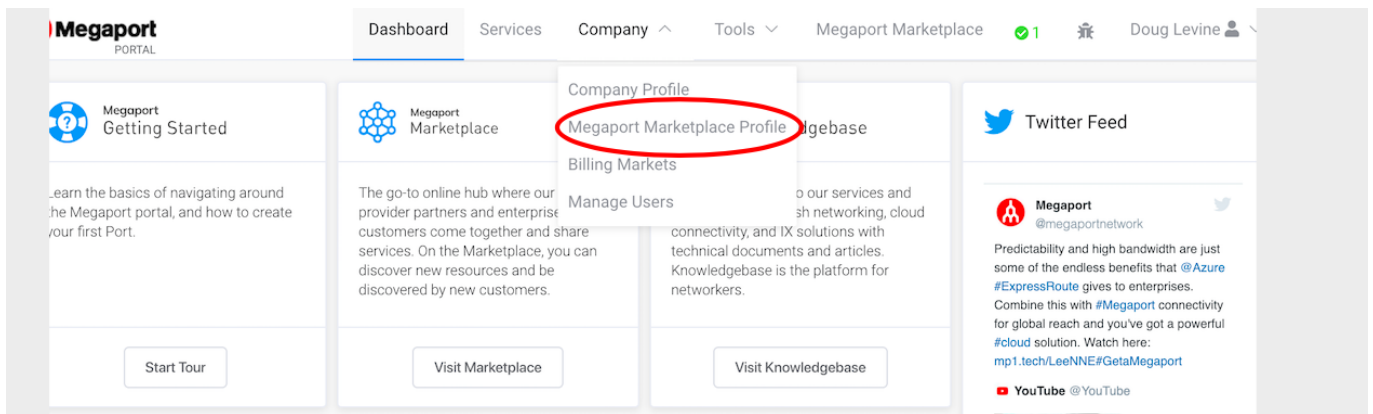 Megaport
PORTAL
Dashboard
Services
Company
Tools
Megaport Marketplace
1
Doug Levine
Company Profile
Megaport Marketplace Profile
Billing Markets
Manage Users
Megaport
Getting Started
Learn the basics of navigating around
the Megaport portal, and how to create
your first Port.
Start Tour
Megaport
Marketplace
The go-to online hub where our
provider partners and enterprise
customers come together and share
services. On the Marketplace, you can
discover new resources and be
discovered by new customers.
Visit Marketplace
dgebase
o our services and
sh networking, cloud
connectivity, and IX solutions with
technical documents and articles.
Knowledgebase is the platform for
networkers.
Visit Knowledgebase
Twitter Feed
Megaport
@megaportnetwork
Predictability and high bandwidth are just
some of the endless benefits that @Azure
#ExpressRoute gives to enterprises.
Combine this with #Megaport connectivity
for global reach and you've got a powerful
#cloud solution. Watch here:
mp1.tech/LeeNNE#GetaMegaport
YouTube @YouTube